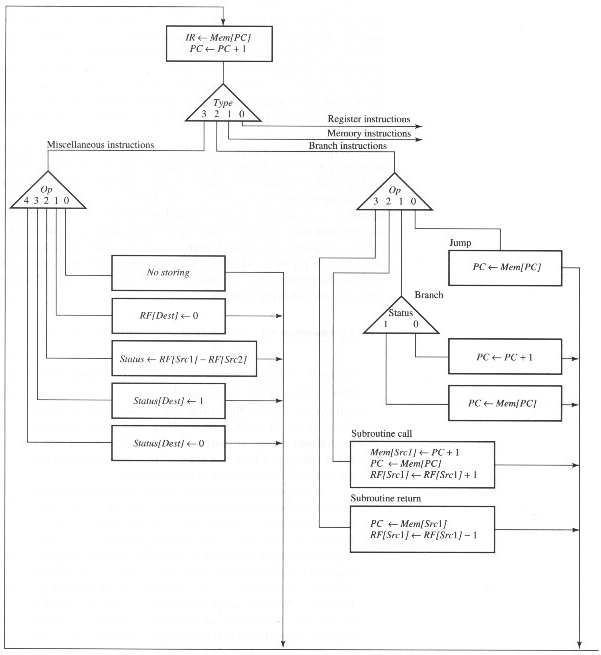 IR ← Mem[PC]
PC ← PC + 1
Type
3 2 1 0
Register instructions
Memory instructions
Miscellaneous instructions
Branch instructions
Op
4 3 2 1 0
Op
3 2 1 0
Jump
No storing
PC ← Mem[PC]
RF[Dest] ← 0
Branch
Status
1 0
Status ← RF[Src1] − RF[Src2]
PC ← PC + 1
Status[Dest] ← 1
PC ← Mem[PC]
Status[Dest] ← 0
Subroutine call
Mem[Src1] ← PC + 1
PC ← Mem[PC]
RF[Src1] ← RF[Src1] + 1
Subroutine return
PC ← Mem[Src1]
RF[Src1] ← RF[Src1] − 1